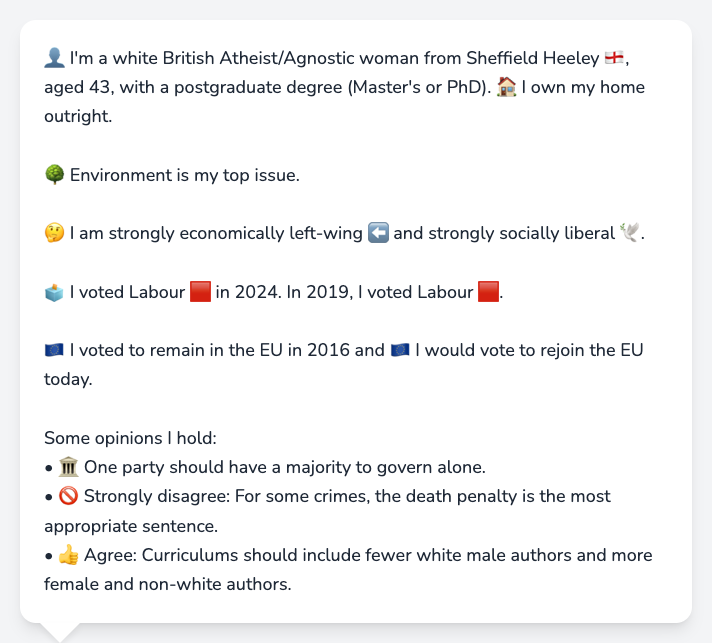 👤 I'm a white British Atheist/Agnostic woman from Sheffield Heeley 🏴󠁧󠁢󠁥󠁮󠁧󠁿,
aged 43, with a postgraduate degree (Master's or PhD). 🏠 I own my home
outright.
🌳 Environment is my top issue.
🤔 I am strongly economically left-wing ⬅️ and strongly socially liberal 🕊️.
🗳️ I voted Labour 🟥 in 2024. In 2019, I voted Labour 🟥.
🇪🇺 I voted to remain in the EU in 2016 and 🇪🇺 I would vote to rejoin the EU
today.
Some opinions I hold:
• 🏛️ One party should have a majority to govern alone.
• 🚫 Strongly disagree: For some crimes, the death penalty is the most
appropriate sentence.
• 👍 Agree: Curriculums should include fewer white male authors and more
female and non-white authors.